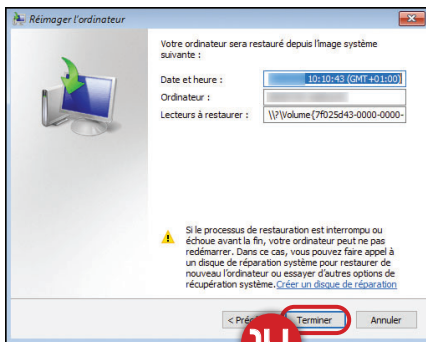 Réimager l'ordinateur
Votre ordinateur sera restauré depuis l'image système
suivante :
Date et heure : 10:10:43 (GMT+01:00)
Ordinateur :
Lecteurs à restaurer : \\?\Volume{7f025d43-0000-0000-
Si le processus de restauration est interrompu ou
échoue avant la fin, votre ordinateur peut ne pas
redémarrer. Dans ce cas, vous pouvez faire appel à
un disque de réparation système pour restaurer de
nouveau l'ordinateur ou essayer d'autres options de
récupération système. Créer un disque de réparation
< Pré Terminer Annuler